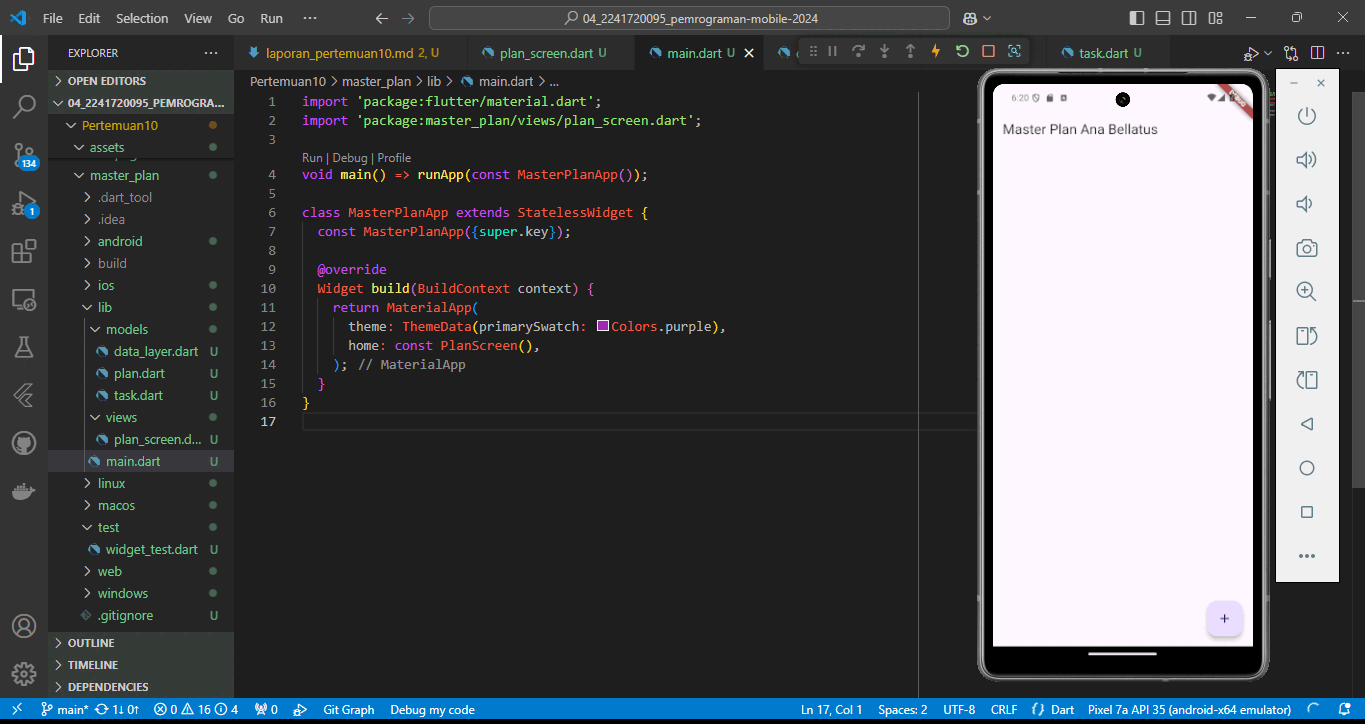 File Edit Selection View Go Run ···
04_2241720095_pemrograman-mobile-2024
EXPLORER ···
OPEN EDITORS
04_2241720095_PEMROGRA...
Pertemuan10
assets
master_plan
.dart_tool
.idea
android
build
ios
lib
models
data_layer.dart U
plan.dart U
task.dart U
views
plan_screen.d... U
main.dart U
linux
macos
test
widget_test.dart U
web
windows
.gitignore U
OUTLINE
TIMELINE
DEPENDENCIES
134
1
laporan_pertemuan10.md 2, U
plan_screen.dart U
main.dart U
task.dart U
Pertemuan10 > master_plan > lib > main.dart > ...
1 import 'package:flutter/material.dart';
2 import 'package:master_plan/views/plan_screen.dart';
3
Run | Debug | Profile
4 void main() => runApp(const MasterPlanApp());
5
6 class MasterPlanApp extends StatelessWidget {
7 const MasterPlanApp({super.key});
8
9 @override
10 Widget build(BuildContext context) {
11 return MaterialApp(
12 theme: ThemeData(primarySwatch: Colors.purple),
13 home: const PlanScreen(),
14 ); // MaterialApp
15 }
16 }
17
6:20
Master Plan Ana Bellatus
+
main* 1↓ 0↑ 0 16 4 0 Git Graph Debug my code
Ln 17, Col 1 Spaces: 2 UTF-8 CRLF {} Dart Pixel 7a API 35 (android-x64 emulator)